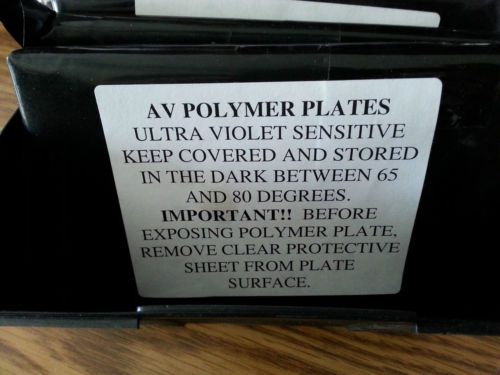 AV POLYMER PLATES
ULTRA VIOLET SENSITIVE
KEEP COVERED AND STORED
IN THE DARK BETWEEN 65
AND 80 DEGREES.
IMPORTANT!! BEFORE
EXPOSING POLYMER PLATE,
REMOVE CLEAR PROTECTIVE
SHEET FROM PLATE
SURFACE.